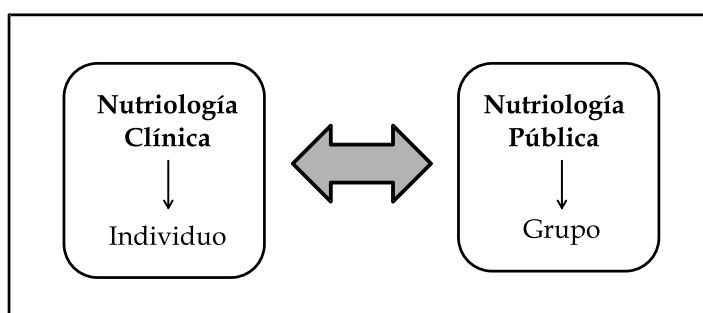 Nutriología
Clínica
Individuo
Nutriología
Pública
Grupo